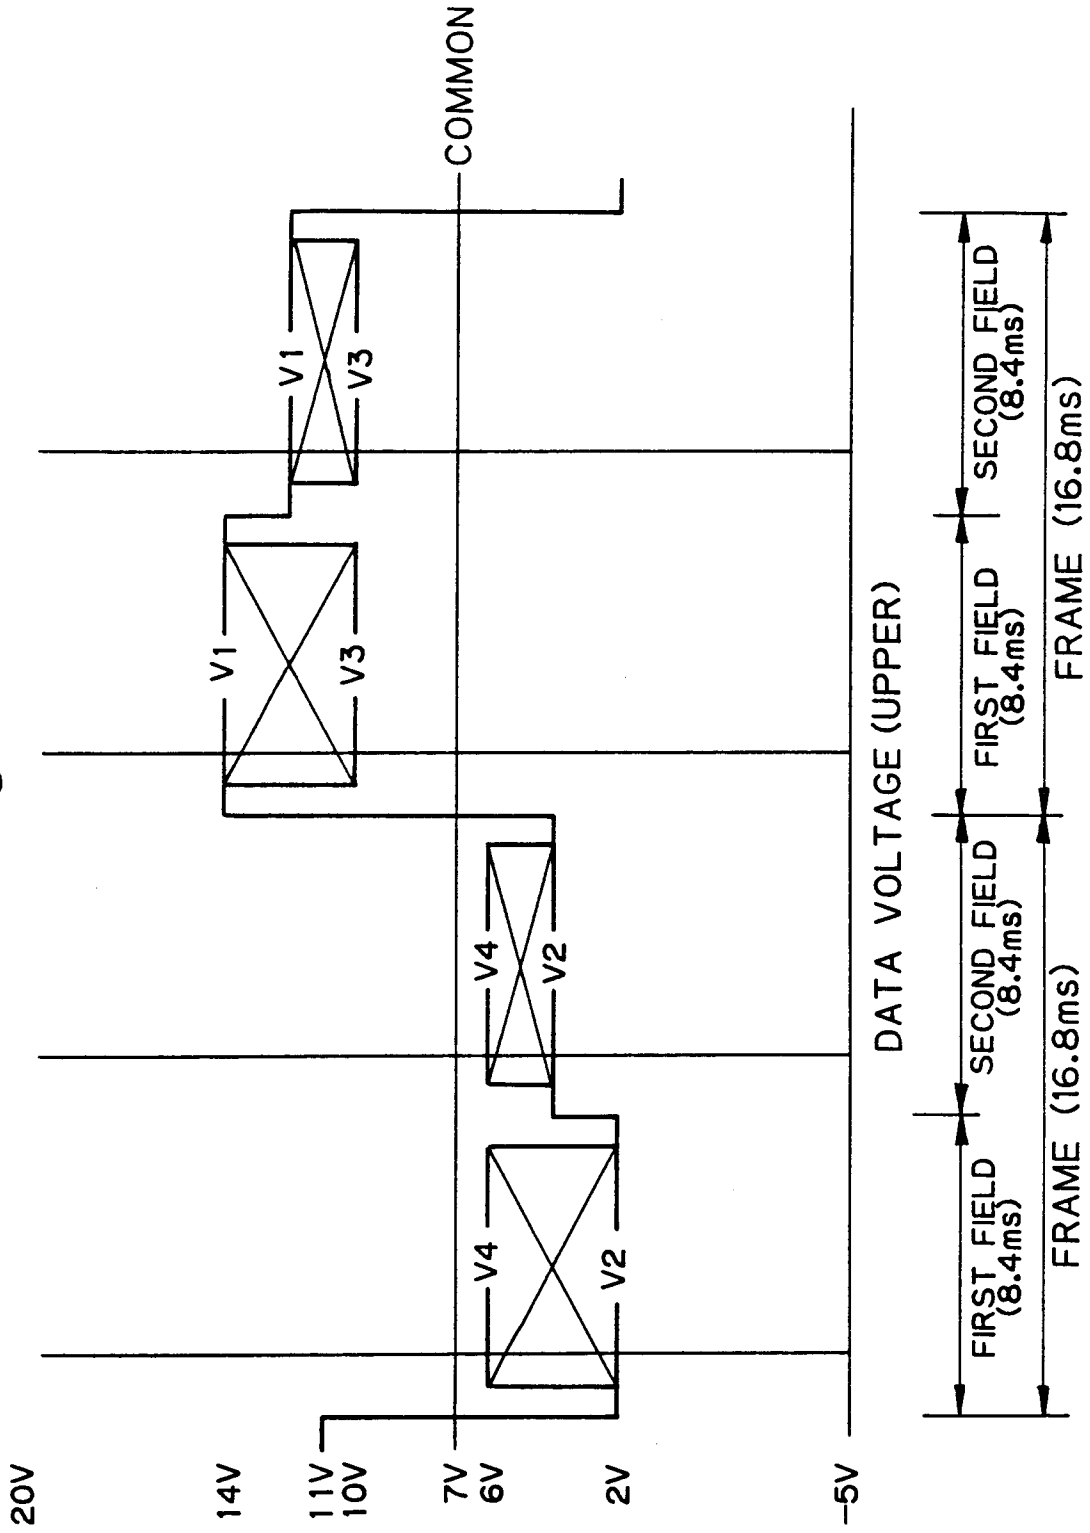 20V
14V
11V
10V
7V
6V
2V
-5V
COMMON
V4
V2
V4
V2
V1
V3
V1
V3
DATA VOLTAGE (UPPER)
FIRST FIELD
(8.4ms)
SECOND FIELD
(8.4ms)
FIRST FIELD
(8.4ms)
SECOND FIELD
(8.4ms)
FRAME (16.8ms)
FRAME (16.8ms)